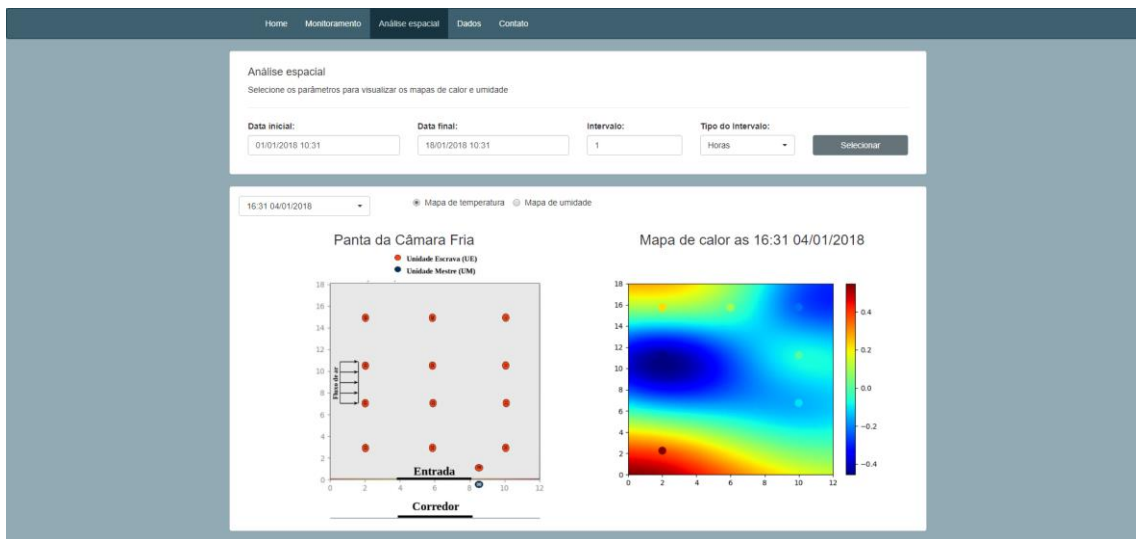 Home Monitoramento Análise espacial Dados Contato
Análise espacial
Selecione os parâmetros para visualizar os mapas de calor e umidade
Data inicial: Data final: Intervalo: Tipo do Intervalo:
01/01/2018 10:31 18/01/2018 10:31 1 Horas Selecionar
16:31 04/01/2018 Mapa de temperatura Mapa de umidade
Panta da Câmara Fria
Unidade Escrava (UE)
Unidade Mestre (UM)
18
16
14
12
10
8
6
4
2
0
Fluxo de ar
Entrada
0 2 4 6 8 10 12
Corredor
Mapa de calor as 16:31 04/01/2018
18
16
14
12
10
8
6
4
2
0
0 2 4 6 8 10 12
0.4
0.2
0.0
−0.2
−0.4